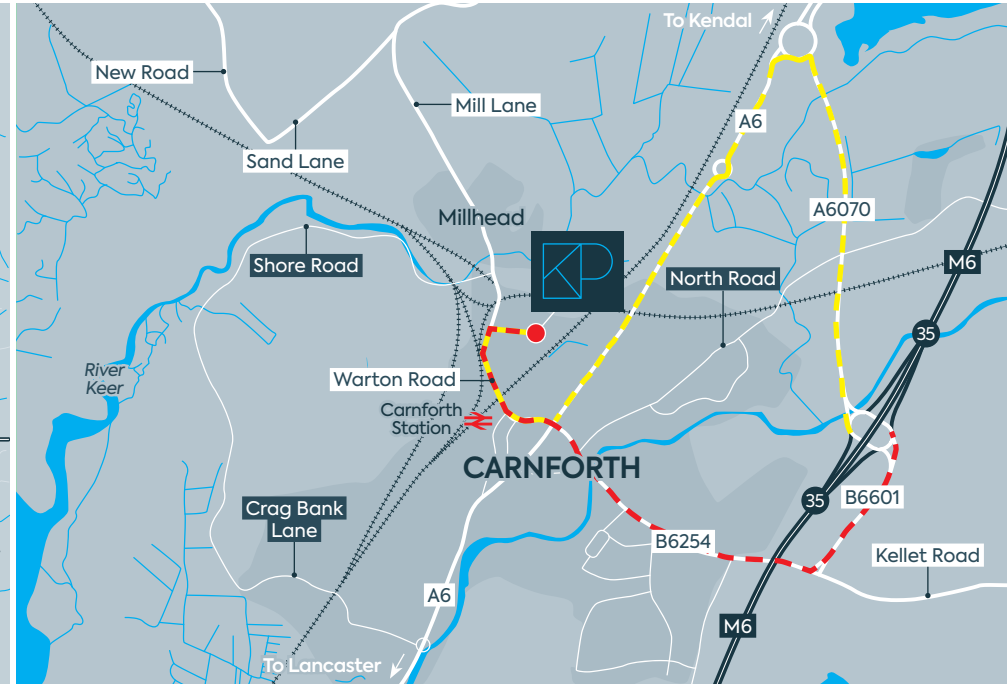 To Kendal
New Road
Mill Lane
A6
Sand Lane
A6070
Millhead
Shore Road
KP
North Road
M6
35
River
Keer
Warton Road
Carnforth
Station
CARNFORTH
35
B6601
Crag Bank
Lane
B6254
Kellet Road
A6
M6
To Lancaster